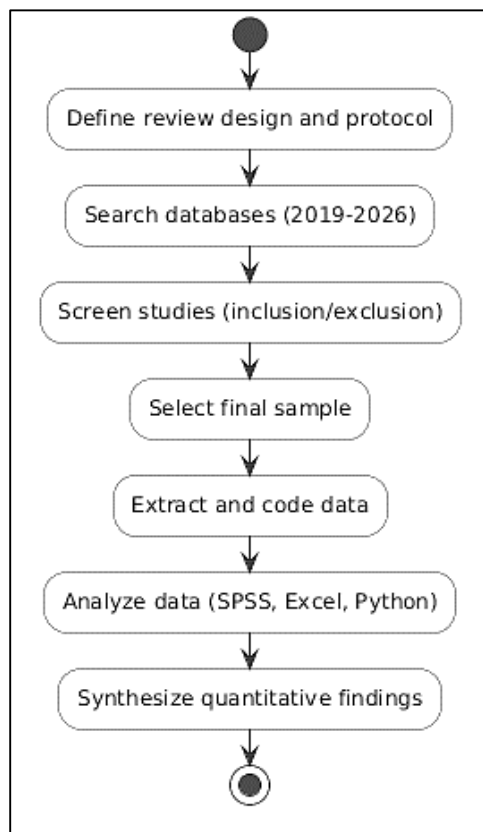 Define review design and protocol
Search databases (2019-2026)
Screen studies (inclusion/exclusion)
Select final sample
Extract and code data
Analyze data (SPSS, Excel, Python)
Synthesize quantitative findings